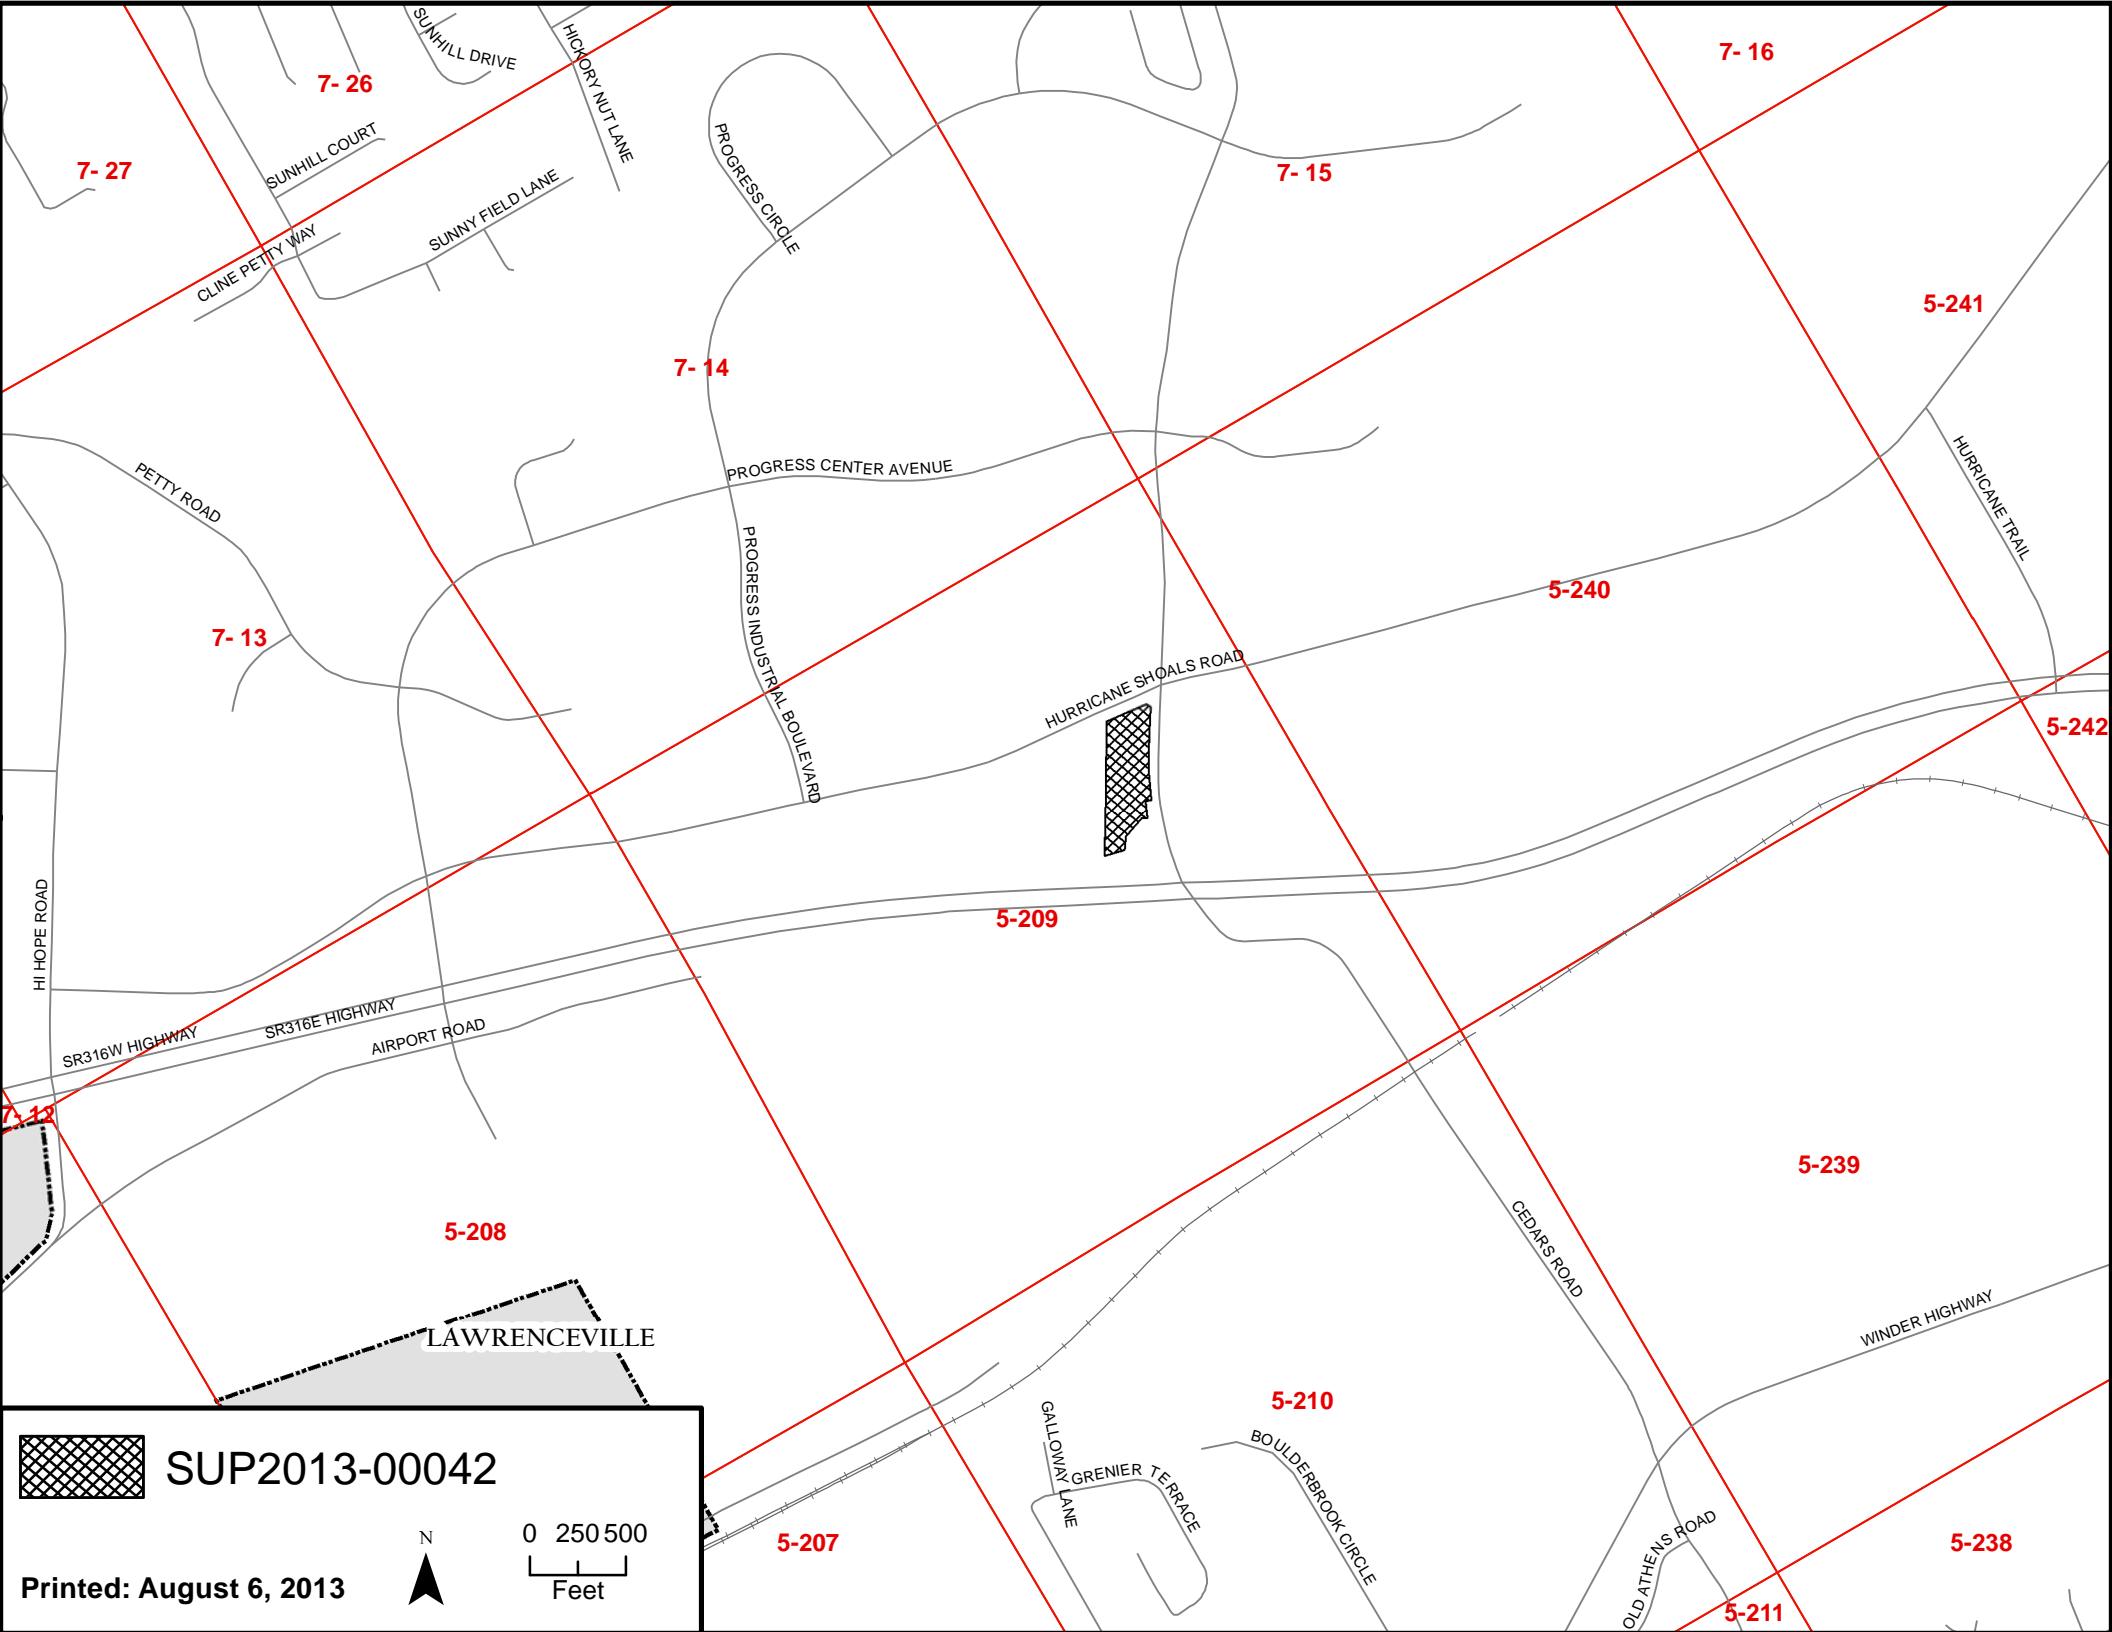 SUNHILL DRIVE
HICKORY NUT LANE
7- 16
7- 26
SUNHILL COURT
7- 27
PROGRESS CIRCLE
7- 15
SUNNY FIELD LANE
CLINE PETTY WAY
5-241
7- 14
PETTY ROAD
PROGRESS CENTER AVENUE
HURRICANE TRAIL
PROGRESS INDUSTRIAL BOULEVARD
5-240
7- 13
HURRICANE SHOALS ROAD
5-242
HI HOPE ROAD
5-209
SR316W HIGHWAY
SR316E HIGHWAY
AIRPORT ROAD
7- 12
5-239
5-208
CEDARS ROAD
WINDER HIGHWAY
LAWRENCEVILLE
5-210
GALLOWAY LANE
GRENIER TERRACE
BOULDERBROOK CIRCLE
5-207
OLD ATHENS ROAD
5-238
5-211
SUP2013-00042
N
0 250 500
Feet
Printed: August 6, 2013